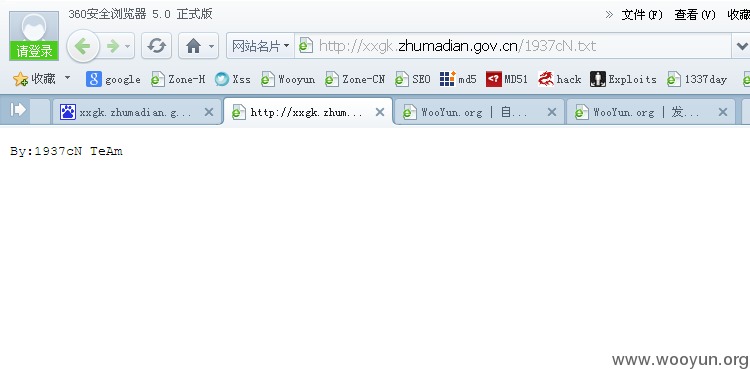 360安全浏览器 5.0 正式版
» 文件(F) 查看(V) 收藏
请登录
网站名片 http://xxgk.zhumadian.gov.cn/1937cN.txt
收藏 google Zone-H Xss Wooyun Zone-CN SEO md5 MD51 hack Exploits 1337day
xxgk.zhumadian.g... http://xxgk.zhum... WooYun.org | 自... WooYun.org | 发...
By:1937cN TeAm
www.wooyun.org